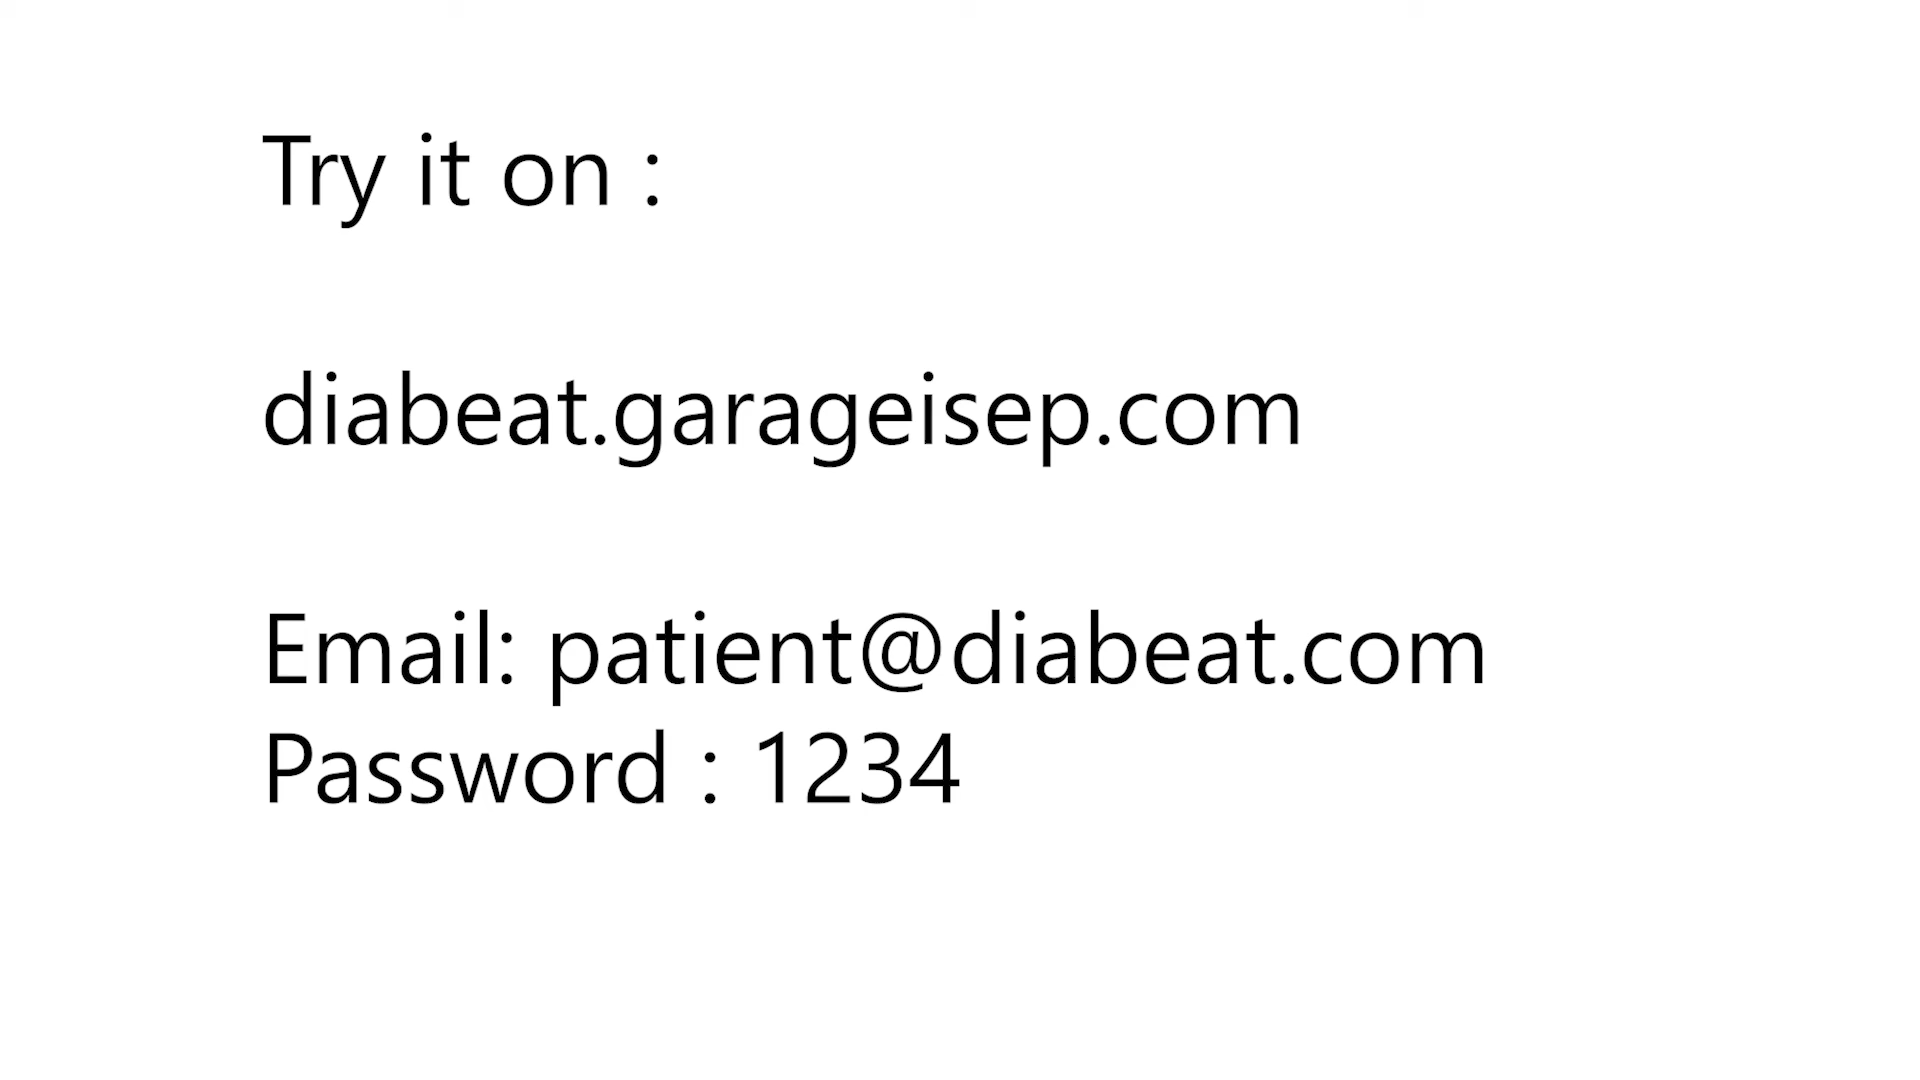 Try it on :
diabeat.garageisep.com
Email: patient@diabeat.com
Password : 1234